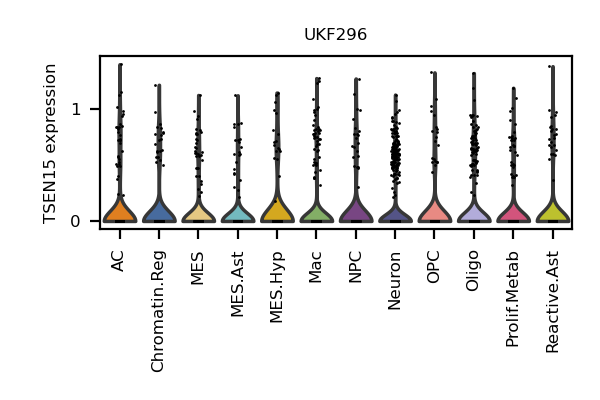 UKF296
TSEN15 expression
1
0
AC
Chromatin.Reg
MES
MES.Ast
MES.Hyp
Mac
NPC
Neuron
OPC
Oligo
Prolif.Metab
Reactive.Ast